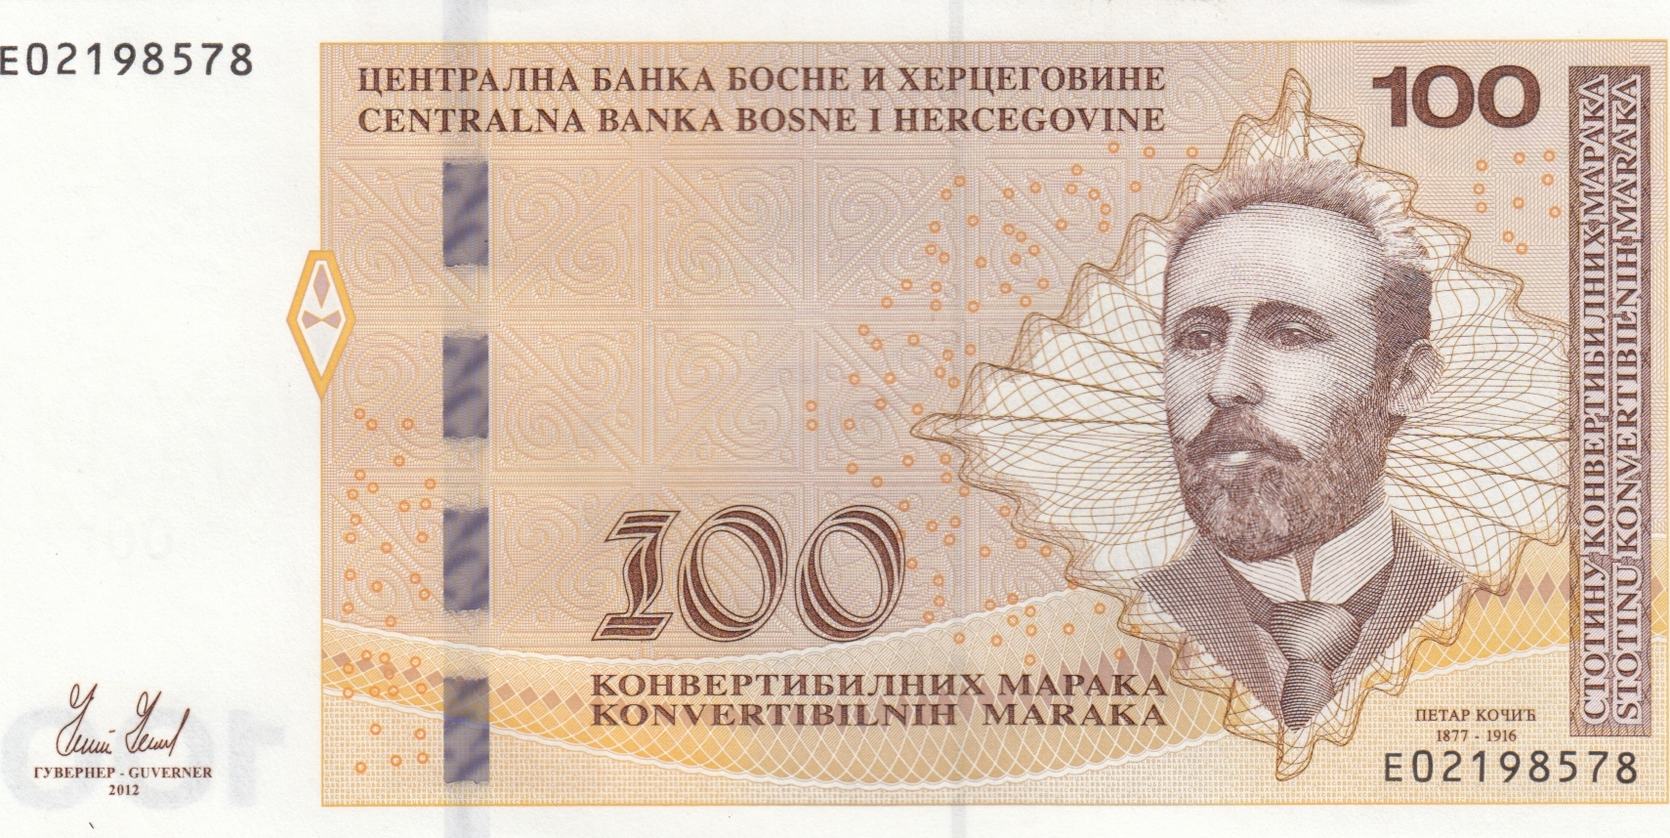 E02198578
ЦЕНТРАЛНА БАНКА БОСНЕ И ХЕРЦЕГОВИНЕ
CENTRALNA BANKA BOSNE I HERCEGOVINE
100
СТОТИНУ КОНВЕРТИБИЛНИХ МАРАКА
STOTINU KONVERTIBILNIH MARAKA
100
КОНВЕРТИБИЛНИХ МАРАКА
KONVERTIBILNIH MARAKA
ПЕТАР КОЧИЋ
1877 - 1916
E02198578
ГУВЕРНЕР - GUVERNER
2012